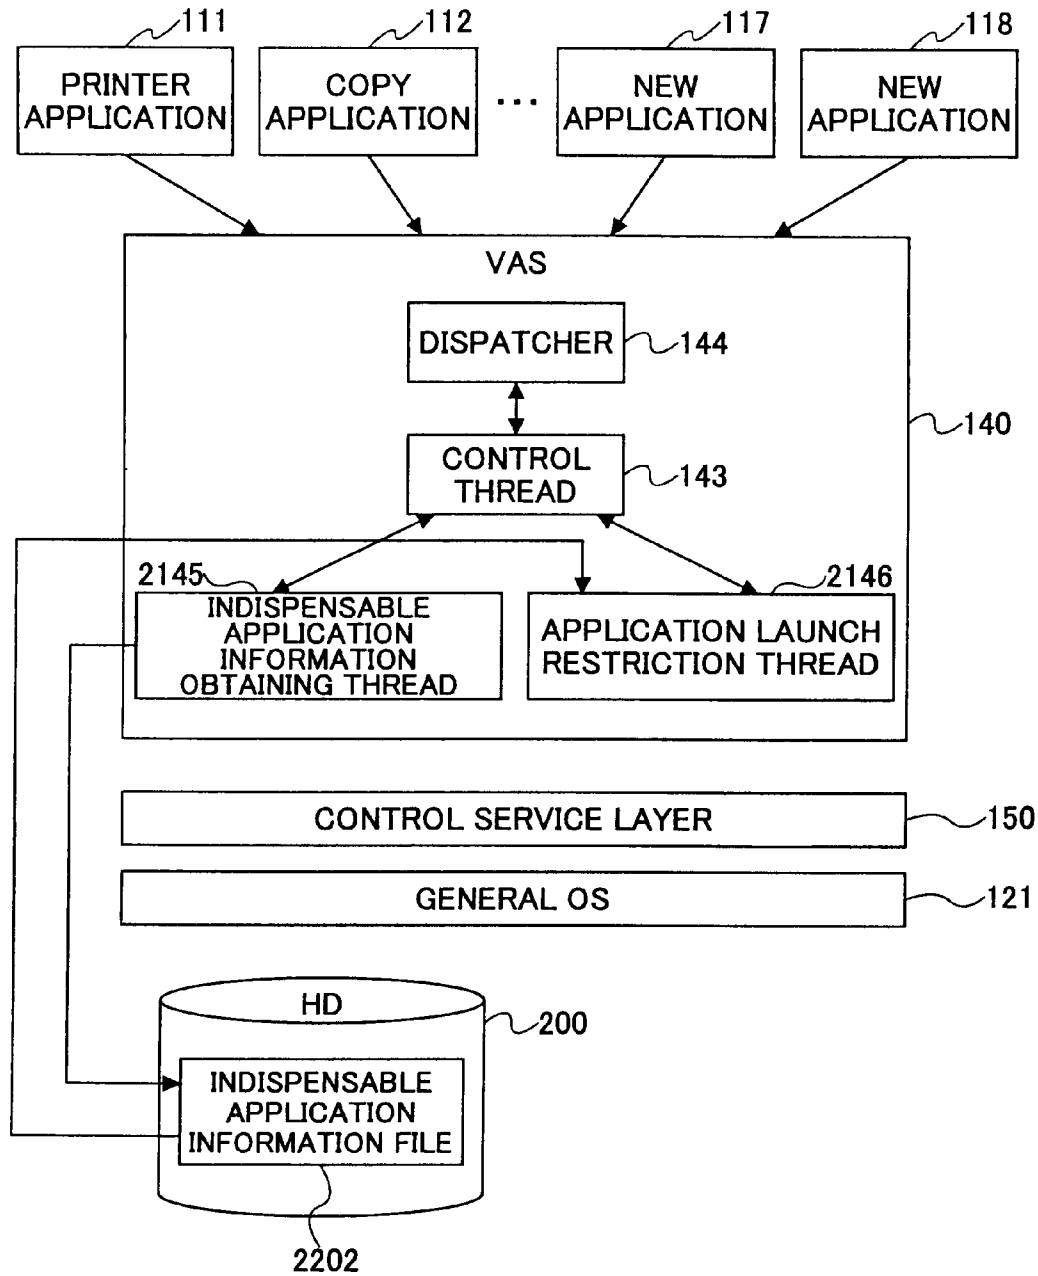 111
112
117
118
PRINTER
APPLICATION
COPY
APPLICATION
...
NEW
APPLICATION
NEW
APPLICATION
VAS
DISPATCHER
144
140
CONTROL
THREAD
143
2145
2146
INDISPENSABLE
APPLICATION
INFORMATION
OBTAINING THREAD
APPLICATION LAUNCH
RESTRICTION THREAD
CONTROL SERVICE LAYER
150
GENERAL OS
121
HD
200
INDISPENSABLE
APPLICATION
INFORMATION FILE
2202